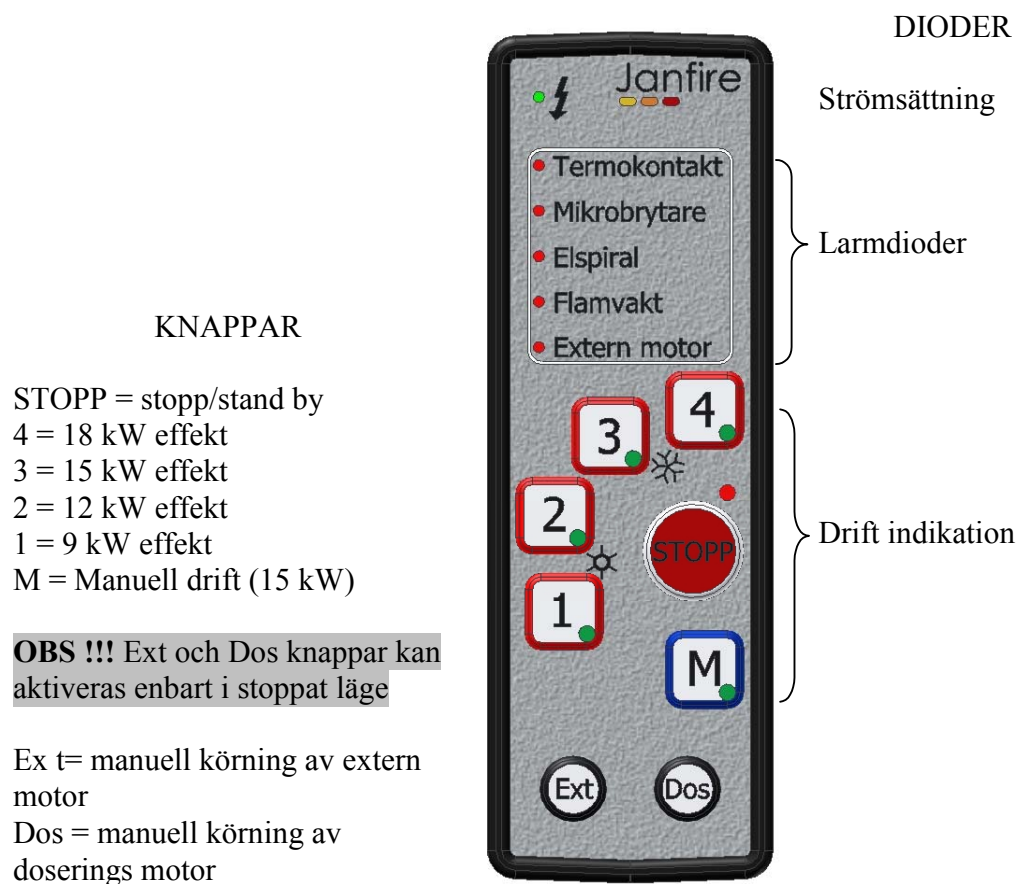 DIODER
Janfire
Strömsättning
Termokontakt
Mikrobrytare
Elspiral
Flamvakt
Extern motor
Larmdioder
KNAPPAR
STOPP = stopp/stand by
4 = 18 kW effekt
3 = 15 kW effekt
2 = 12 kW effekt
1 = 9 kW effekt
M = Manuell drift (15 kW)
OBS !!! Ext och Dos knappar kan
aktiveras enbart i stoppat läge
Ex t= manuell körning av extern
motor
Dos = manuell körning av
doserings motor
4
3
2
STOPP
1
M
Ext
Dos
Drift indikation